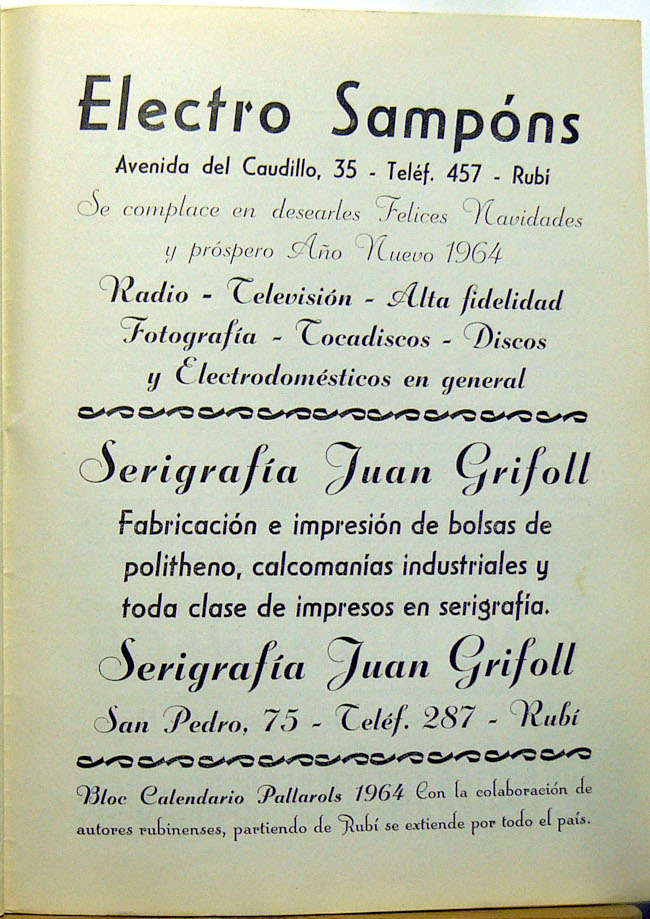 Electro Sampóns
Avenida del Caudillo, 35 - Teléf. 457 - Rubí
Se complace en desearles Felices Navidades
y próspero Año Nuevo 1964
Radio - Televisión - Alta fidelidad
Fotografía - Tocadiscos - Discos
y Electrodomésticos en general
Serigrafía Juan Grifoll
Fabricación e impresión de bolsas de
politheno, calcomanías industriales y
toda clase de impresos en serigrafía.
Serigrafía Juan Grifoll
San Pedro, 75 - Teléf. 287 - Rubí
Bloc Calendario Pallarols 1964 Con la colaboración de
autores rubinenses, partiendo de Rubí se extiende por todo el país.